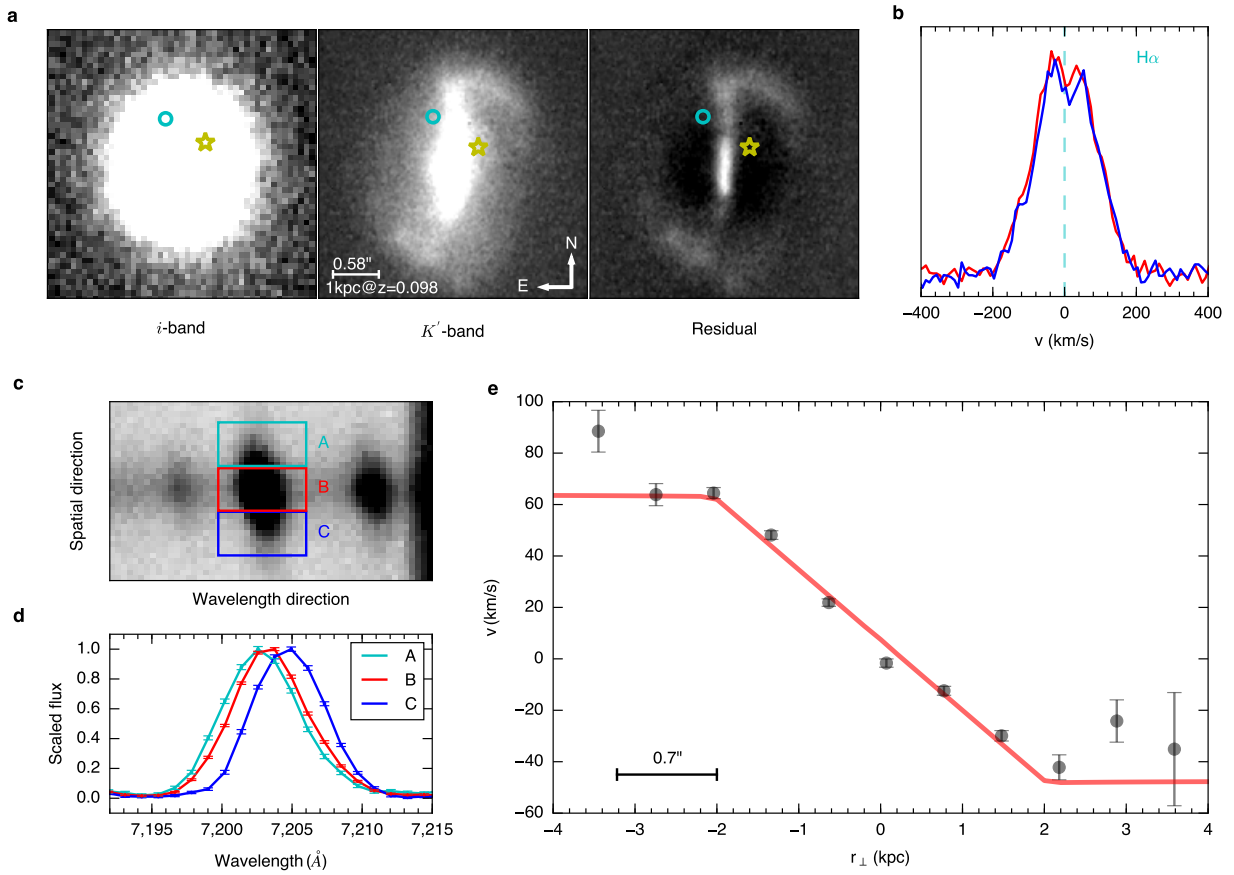 a
0.58"
1kpc@z=0.098
N
E
i-band
K′-band
Residual
b
Hα
−400
−200
0
200
400
v (km/s)
c
A
B
C
Spatial direction
Wavelength direction
d
1.0
0.8
0.6
0.4
0.2
0.0
Scaled flux
A
B
C
7,195
7,200
7,205
7,210
7,215
Wavelength (Å)
e
100
80
60
40
20
0
−20
−40
−60
v (km/s)
0.7"
−4
−3
−2
−1
0
1
2
3
4
r⊥ (kpc)